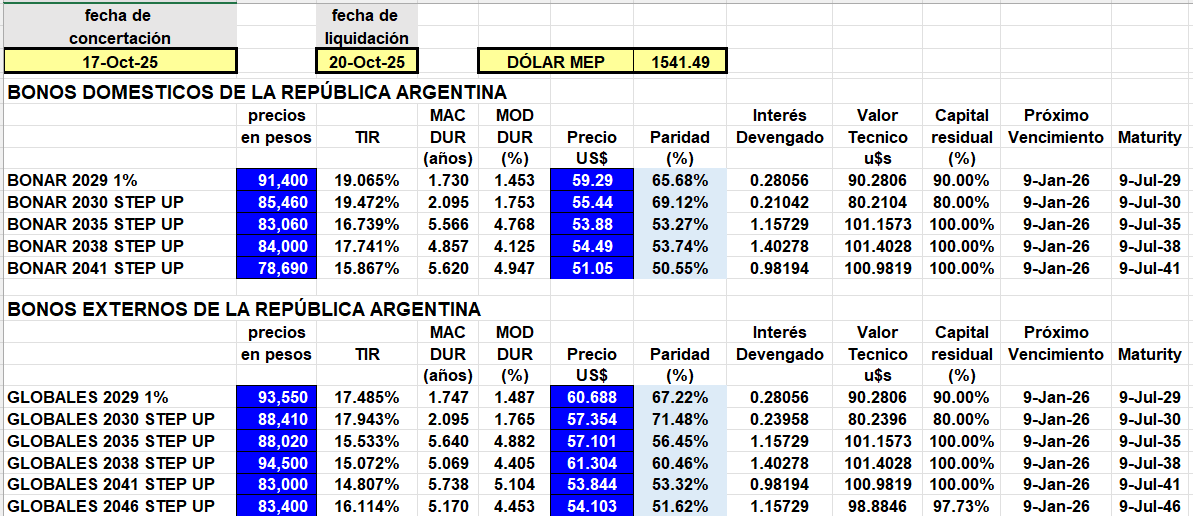 fecha de fecha de
concertación liquidación
17-Oct-25 20-Oct-25 DÓLAR MEP 1541.49
BONOS DOMESTICOS DE LA REPÚBLICA ARGENTINA
precios MAC MOD Interés Valor Capital Próximo
en pesos TIR DUR DUR Precio Paridad Devengado Tecnico residual Vencimiento Maturity
(años) (%) US$ (%) u$s (%)
BONAR 2029 1% 91,400 19.065% 1.730 1.453 59.29 65.68% 0.28056 90.2806 90.00% 9-Jan-26 9-Jul-29
BONAR 2030 STEP UP 85,460 19.472% 2.095 1.753 55.44 69.12% 0.21042 80.2104 80.00% 9-Jan-26 9-Jul-30
BONAR 2035 STEP UP 83,060 16.739% 5.566 4.768 53.88 53.27% 1.15729 101.1573 100.00% 9-Jan-26 9-Jul-35
BONAR 2038 STEP UP 84,000 17.741% 4.857 4.125 54.49 53.74% 1.40278 101.4028 100.00% 9-Jan-26 9-Jul-38
BONAR 2041 STEP UP 78,690 15.867% 5.620 4.947 51.05 50.55% 0.98194 100.9819 100.00% 9-Jan-26 9-Jul-41
BONOS EXTERNOS DE LA REPÚBLICA ARGENTINA
precios MAC MOD Interés Valor Capital Próximo
en pesos TIR DUR DUR Precio Paridad Devengado Tecnico residual Vencimiento Maturity
(años) (%) US$ (%) u$s (%)
GLOBALES 2029 1% 93,550 17.485% 1.747 1.487 60.688 67.22% 0.28056 90.2806 90.00% 9-Jan-26 9-Jul-29
GLOBALES 2030 STEP UP 88,410 17.943% 2.095 1.765 57.354 71.48% 0.23958 80.2396 80.00% 9-Jan-26 9-Jul-30
GLOBALES 2035 STEP UP 88,020 15.533% 5.640 4.882 57.101 56.45% 1.15729 101.1573 100.00% 9-Jan-26 9-Jul-35
GLOBALES 2038 STEP UP 94,500 15.072% 5.069 4.405 61.304 60.46% 1.40278 101.4028 100.00% 9-Jan-26 9-Jul-38
GLOBALES 2041 STEP UP 83,000 14.807% 5.738 5.104 53.844 53.32% 0.98194 100.9819 100.00% 9-Jan-26 9-Jul-41
GLOBALES 2046 STEP UP 83,400 16.114% 5.170 4.453 54.103 51.62% 1.15729 98.8846 97.73% 9-Jan-26 9-Jul-46